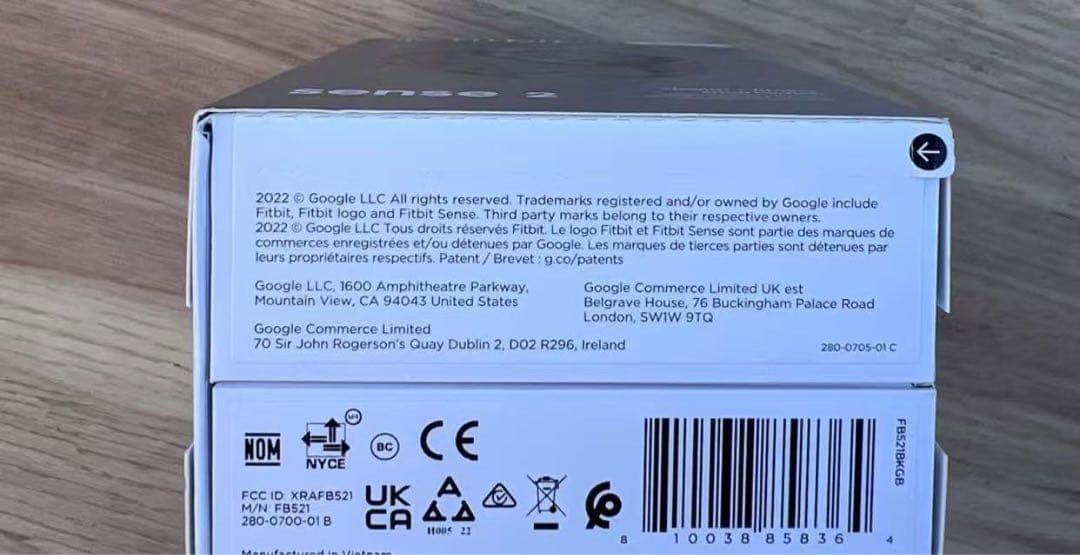 sense 2
2022 © Google LLC All rights reserved. Trademarks registered and/or owned by Google include
Fitbit, Fitbit logo and Fitbit Sense. Third party marks belong to their respective owners.
2022 © Google LLC Tous droits réservés Fitbit. Le logo Fitbit et Fitbit Sense sont partie des marques de
commerces enregistrées et/ou détenues par Google. Les marques de tierces parties sont détenues par
leurs propriétaires respectifs. Patent / Brevet : g.co/patents
Google LLC, 1600 Amphitheatre Parkway,
Mountain View, CA 94043 United States
Google Commerce Limited
70 Sir John Rogerson's Quay Dublin 2, D02 R296, Ireland
Google Commerce Limited UK est
Belgrave House, 76 Buckingham Palace Road
London, SW1W 9TQ
280-0705-01 C
NOM
NYCE
BC
CE
FCC ID: XRAFB521
M/N: FB521
280-0700-01 B
UK
CA
H005 22
FB521BKGB
8 10038 85836 4
Manufactured in Vietnam